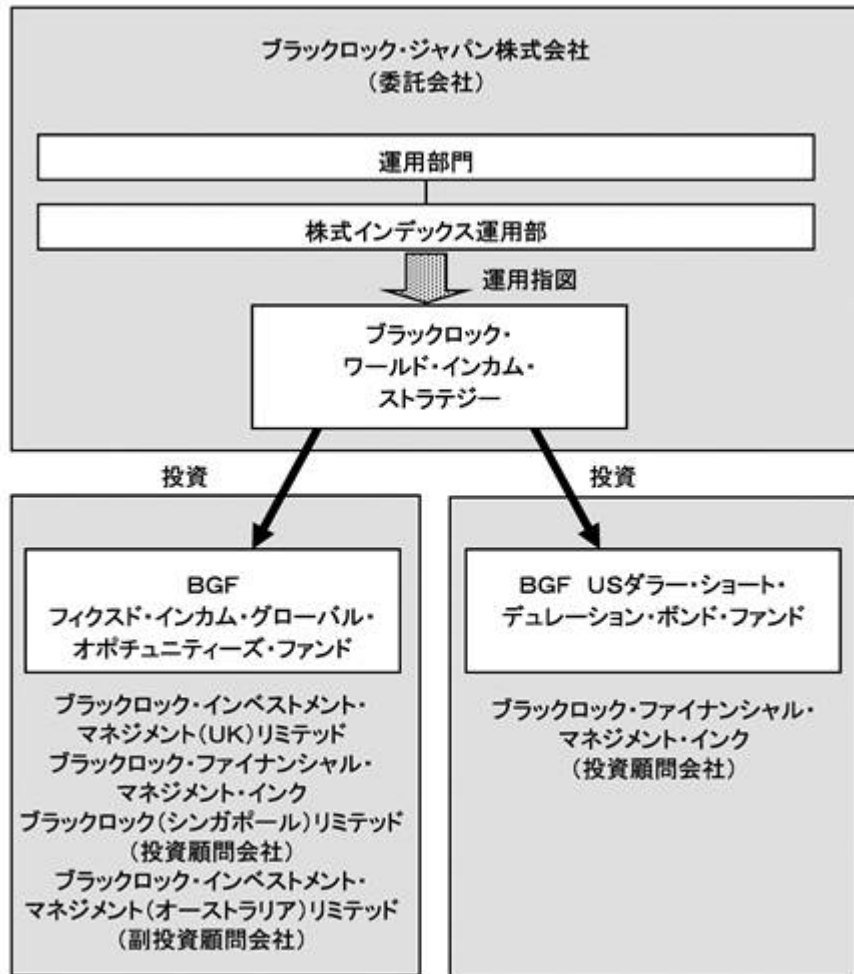 ブラックロック・ジャパン株式会社
（委託会社）
運用部門
株式インデックス運用部
運用指図
ブラックロック・
ワールド・インカム・
ストラテジー
投資
投資
BGF
フィクスド・インカム・グローバル・
オポチュニティーズ・ファンド
ブラックロック・インベストメント・
マネジメント（UK）リミテッド
ブラックロック・ファイナンシャル・
マネジメント・インク
ブラックロック（シンガポール）リミテッド
（投資顧問会社）
ブラックロック・インベストメント・
マネジメント（オーストラリア）リミテッド
（副投資顧問会社）
BGF USダラー・ショート・
デュレーション・ボンド・ファンド
ブラックロック・ファイナンシャル・
マネジメント・インク
（投資顧問会社）